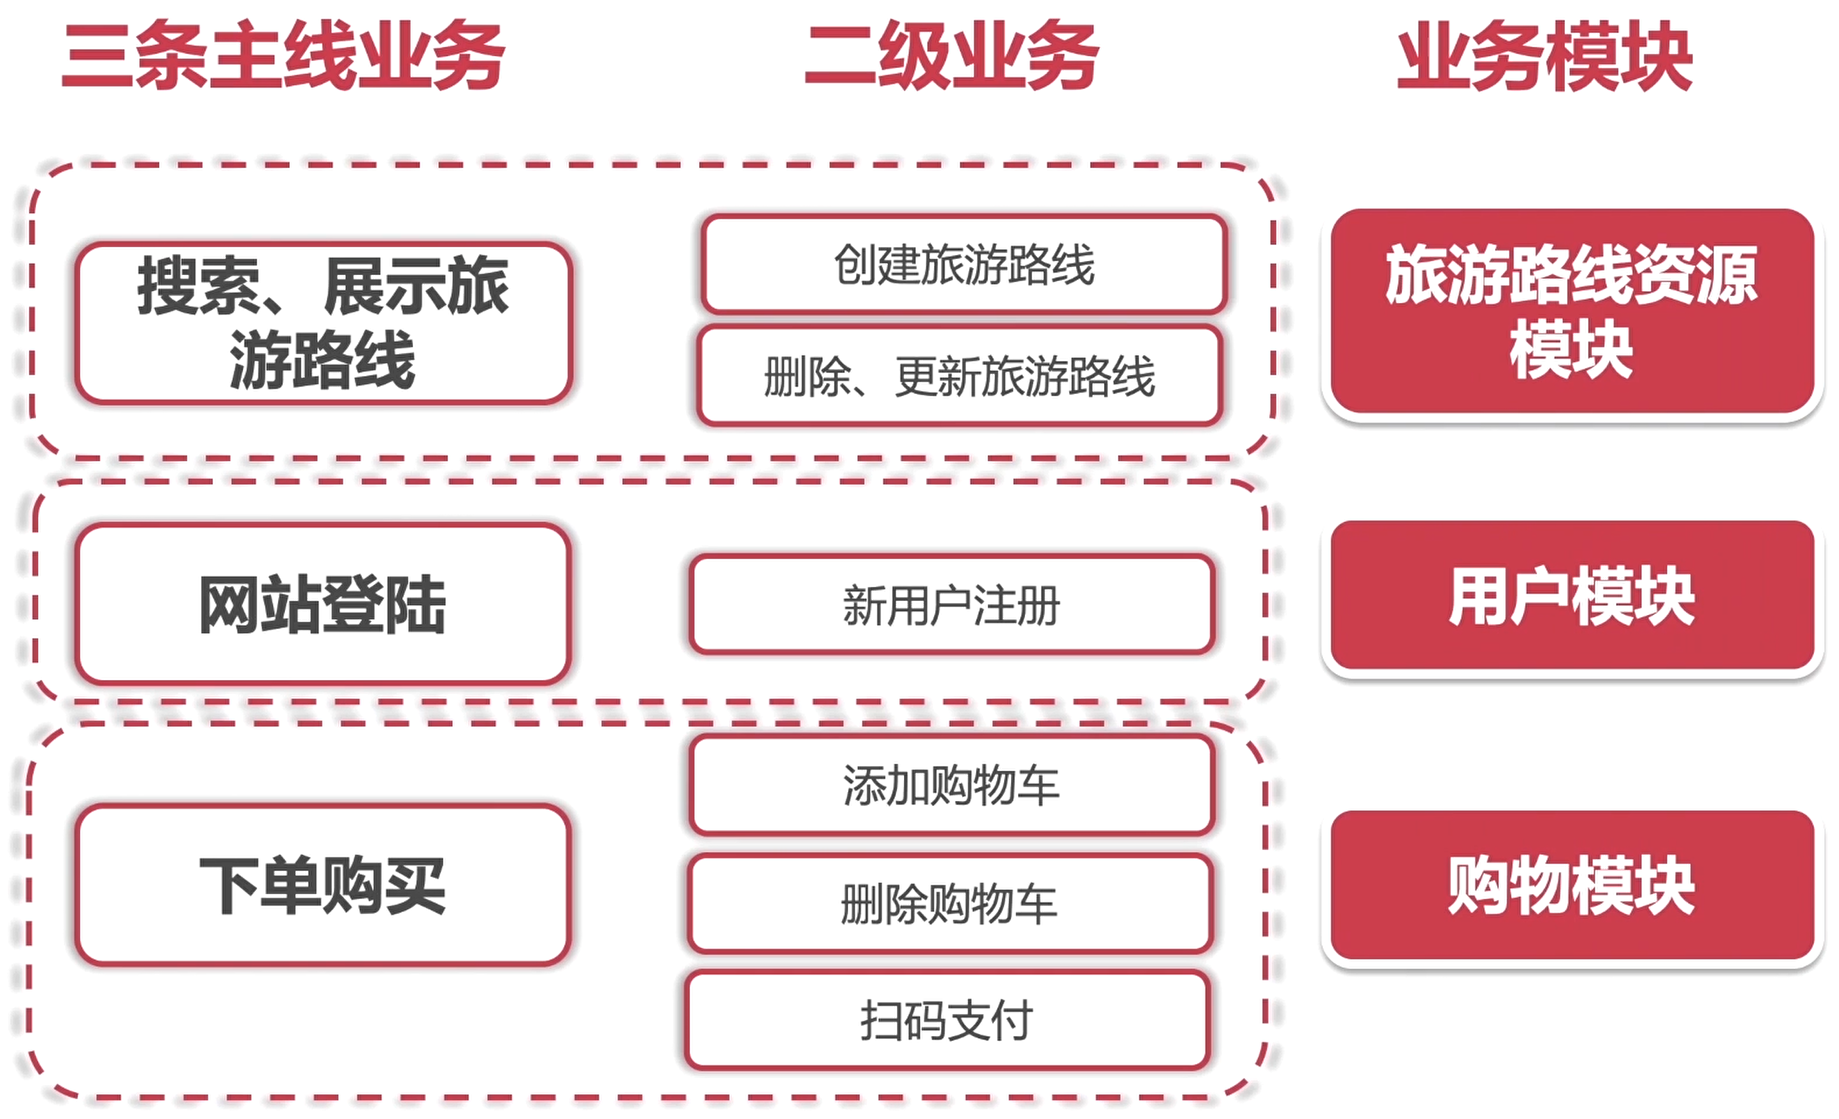 三条主线业务
二级业务
业务模块
搜索、展示旅
游路线
创建旅游路线
删除、更新旅游路线
旅游路线资源
模块
网站登陆
新用户注册
用户模块
下单购买
添加购物车
删除购物车
扫码支付
购物模块